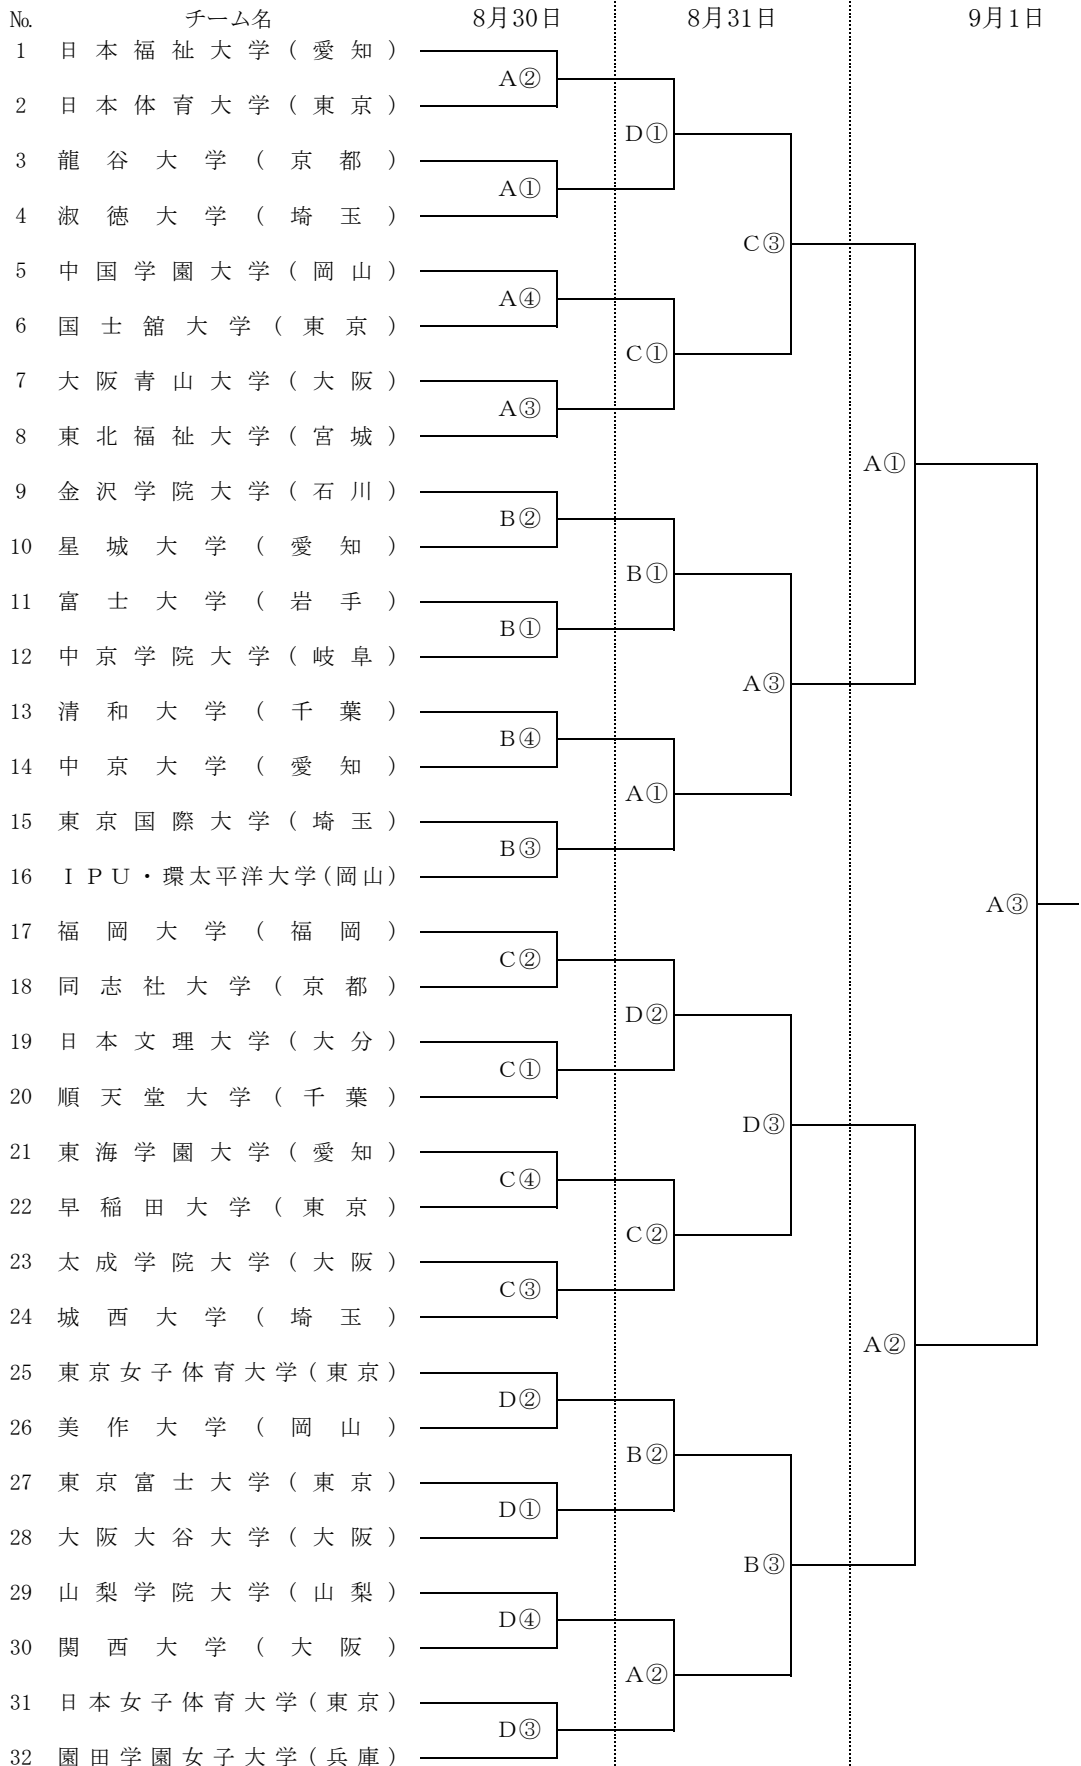 № チーム名 8月30日 8月31日 9月1日
1 日本福祉大学(愛知)
A②
2 日本体育大学(東京)
D①
3 龍谷大学(京都)
A①
4 淑徳大学(埼玉)
C③
5 中国学園大学(岡山)
A④
6 国士舘大学(東京)
C①
7 大阪青山大学(大阪)
A③
8 東北福祉大学(宮城)
A①
9 金沢学院大学(石川)
B②
10 星城大学(愛知)
B①
11 富士大学(岩手)
B①
12 中京学院大学(岐阜)
A③
13 清和大学(千葉)
B④
14 中京大学(愛知)
A①
15 東京国際大学(埼玉)
B③
16 IPU・環太平洋大学(岡山)
A③
17 福岡大学(福岡)
C②
18 同志社大学(京都)
D②
19 日本文理大学(大分)
C①
20 順天堂大学(千葉)
D③
21 東海学園大学(愛知)
C④
22 早稲田大学(東京)
C②
23 太成学院大学(大阪)
C③
24 城西大学(埼玉)
A②
25 東京女子体育大学(東京)
D②
26 美作大学(岡山)
B②
27 東京富士大学(東京)
D①
28 大阪大谷大学(大阪)
B③
29 山梨学院大学(山梨)
D④
30 関西大学(大阪)
A②
31 日本女子体育大学(東京)
D③
32 園田学園女子大学(兵庫)